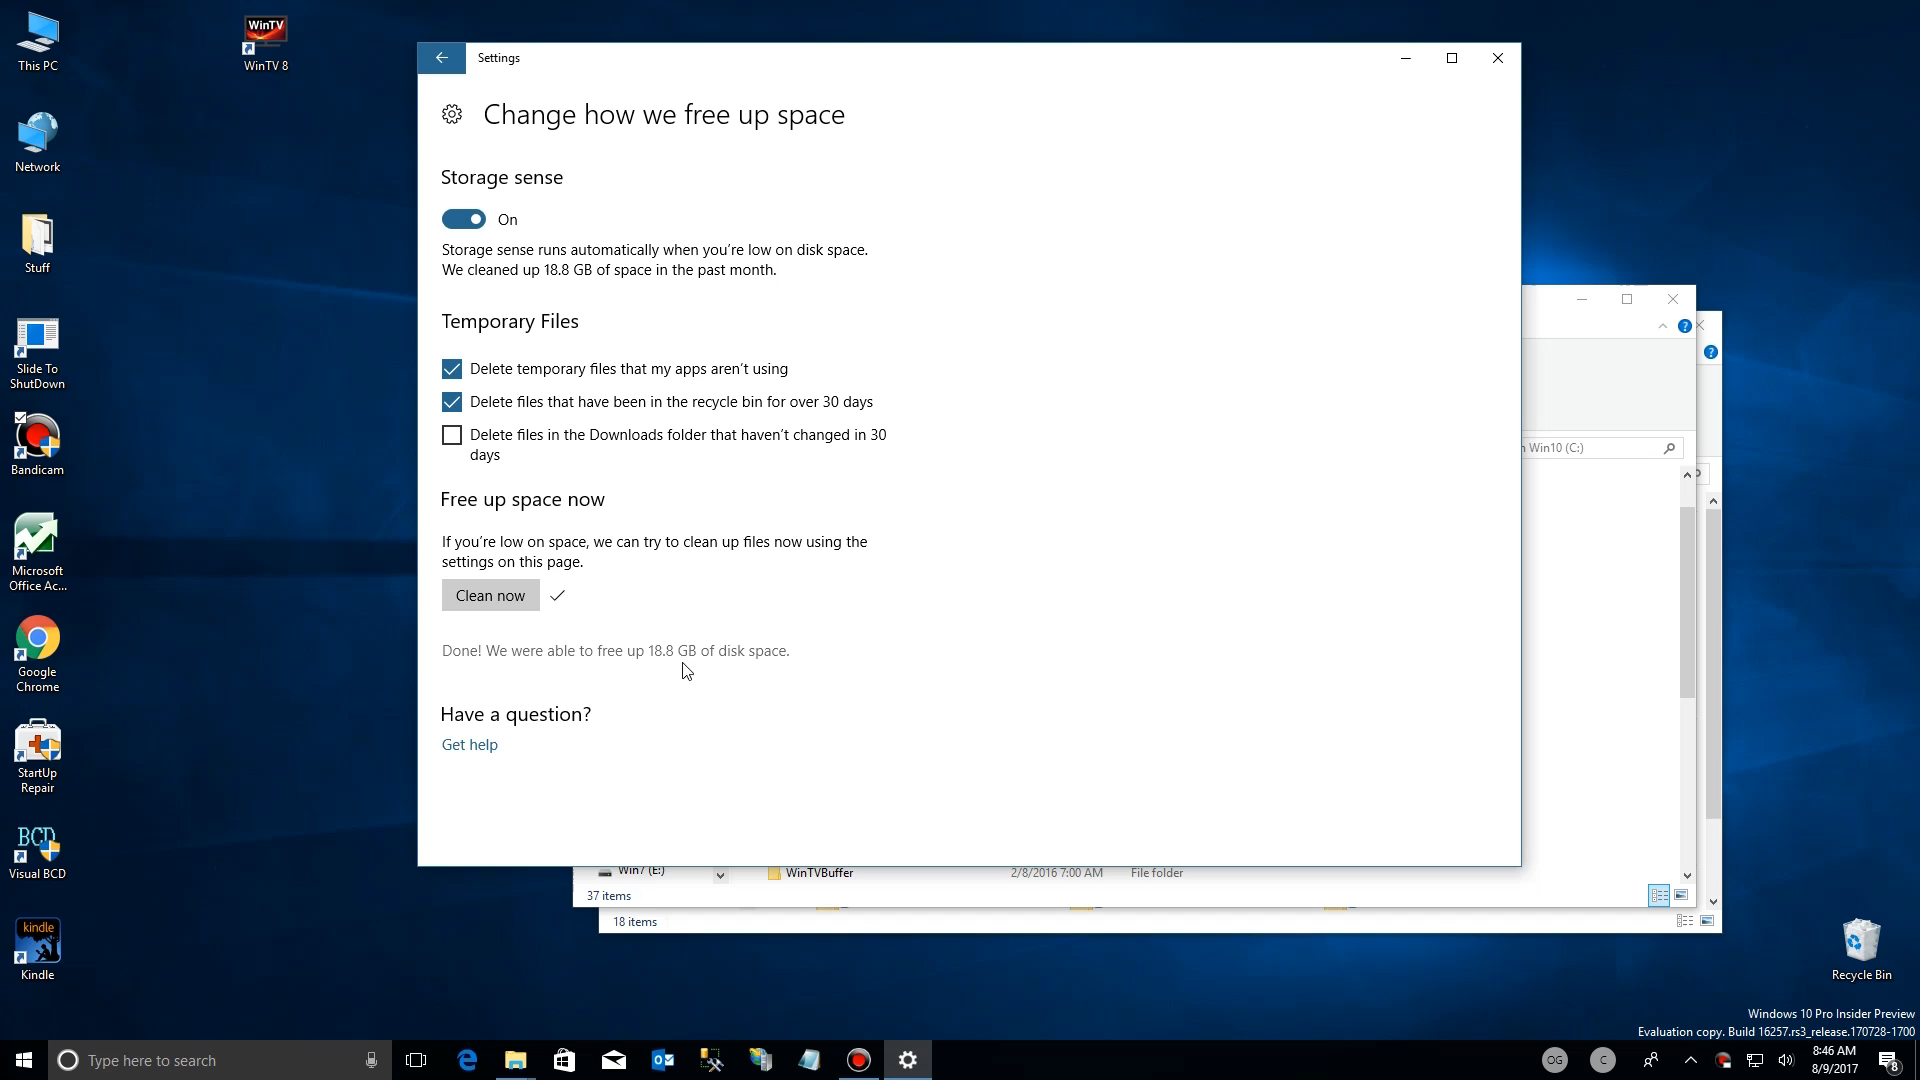 This PC
WinTV
WinTV 8
Network
Stuff
Slide To
ShutDown
Bandicam
Microsoft
Office Ac...
Google
Chrome
StartUp
Repair
BCD
Visual BCD
kindle
Kindle
Settings
Change how we free up space
Storage sense
On
Storage sense runs automatically when you're low on disk space.
We cleaned up 18.8 GB of space in the past month.
Temporary Files
Delete temporary files that my apps aren't using
Delete files that have been in the recycle bin for over 30 days
Delete files in the Downloads folder that haven't changed in 30
days
Free up space now
If you're low on space, we can try to clean up files now using the
settings on this page.
Clean now
Done! We were able to free up 18.8 GB of disk space.
Have a question?
Get help
Win10 (C:)
Win7 (E:)
WinTVBuffer
2/8/2016 7:00 AM
File folder
37 items
18 items
Recycle Bin
Windows 10 Pro Insider Preview
Evaluation copy. Build 16257.rs3_release.170728-1700
Type here to search
OG
C
8:46 AM
8/9/2017
8